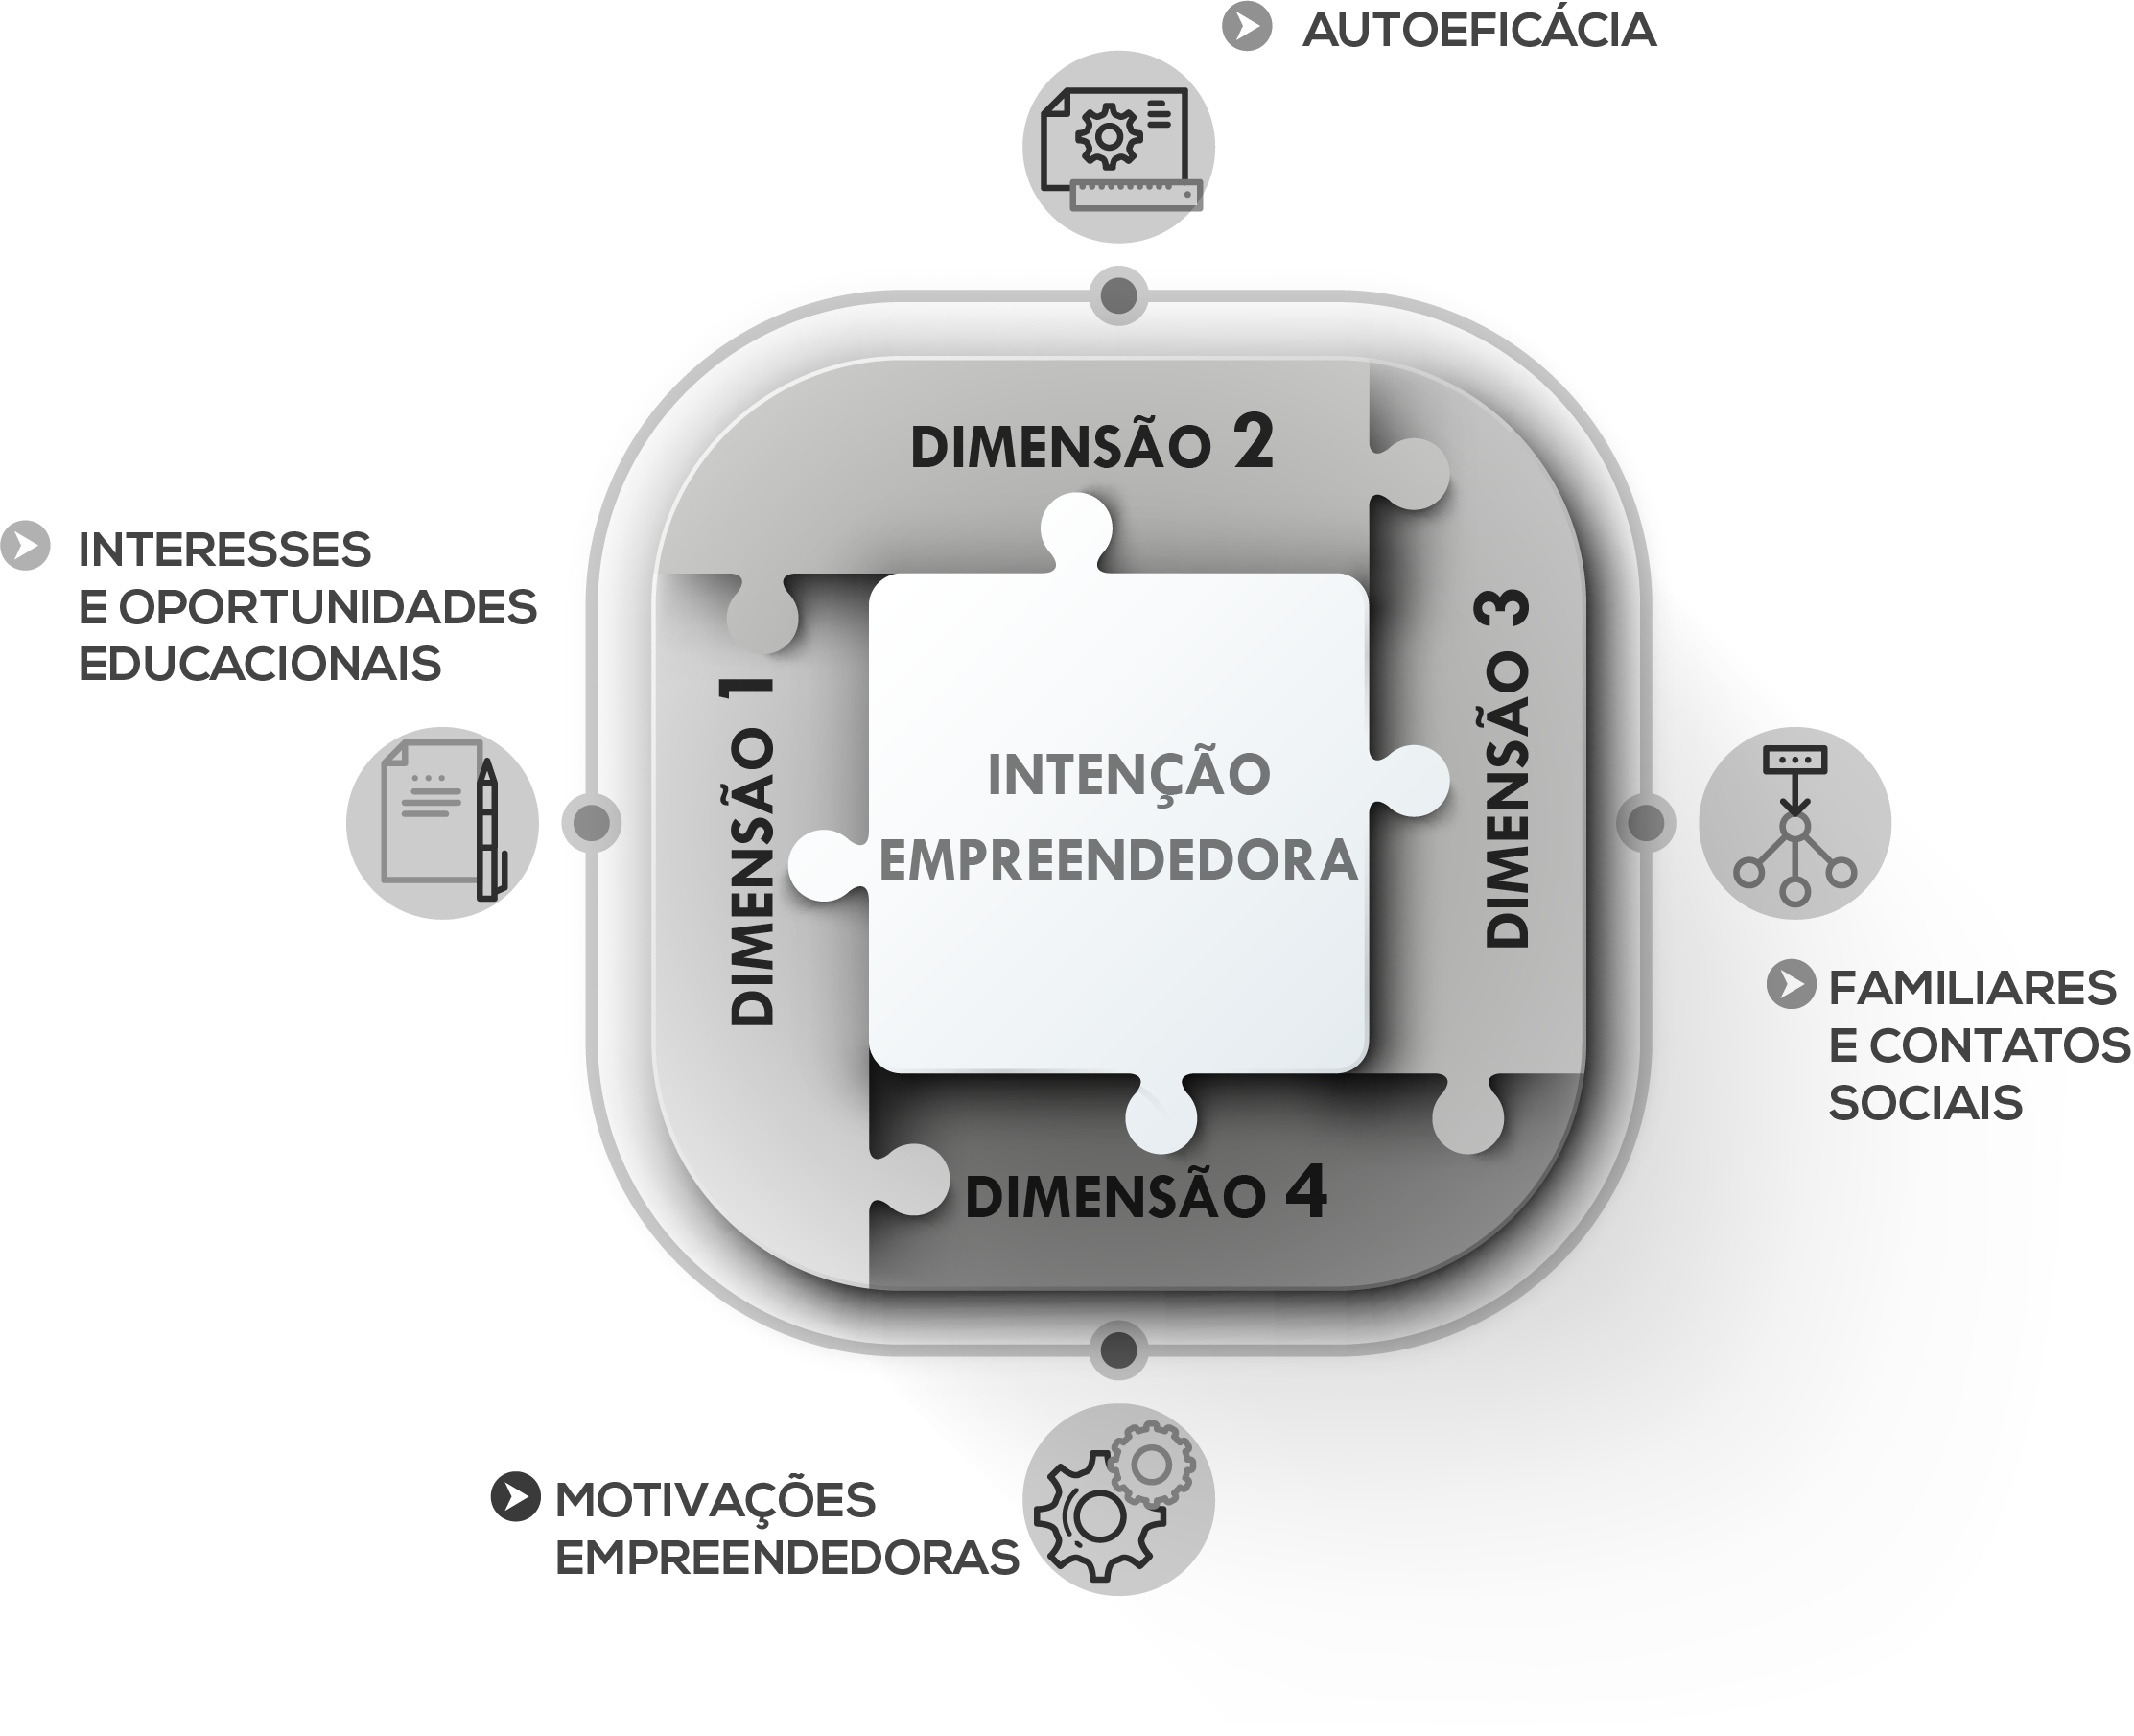 AUTOEFICÁCIA
DIMENSÃO 2
INTERESSES
E OPORTUNIDADES
EDUCACIONAIS
DIMENSÃO 1
INTENÇÃO
EMPREENDEDORA
DIMENSÃO 3
FAMILIARES
E CONTATOS
SOCIAIS
DIMENSÃO 4
MOTIVAÇÕES
EMPREENDEDORAS